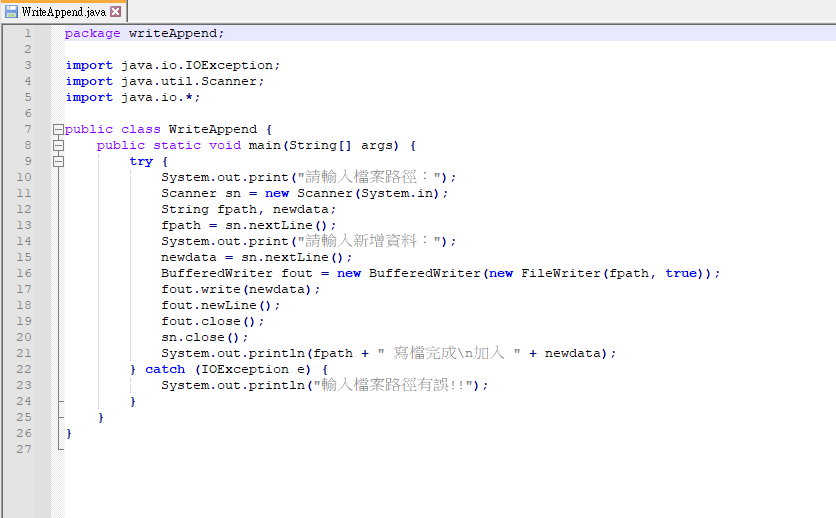 WriteAppend.java
1 package writeAppend;
2
3 import java.io.IOException;
4 import java.util.Scanner;
5 import java.io.*;
6
7 public class WriteAppend {
8 public static void main(String[] args) {
9 try {
10 System.out.print("請輸入檔案路徑：");
11 Scanner sn = new Scanner(System.in);
12 String fpath, newdata;
13 fpath = sn.nextLine();
14 System.out.print("請輸入新增資料：");
15 newdata = sn.nextLine();
16 BufferedWriter fout = new BufferedWriter(new FileWriter(fpath, true));
17 fout.write(newdata);
18 fout.newLine();
19 fout.close();
20 sn.close();
21 System.out.println(fpath + " 寫檔完成\n加入 " + newdata);
22 } catch (IOException e) {
23 System.out.println("輸入檔案路徑有誤!!");
24 }
25 }
26 }
27